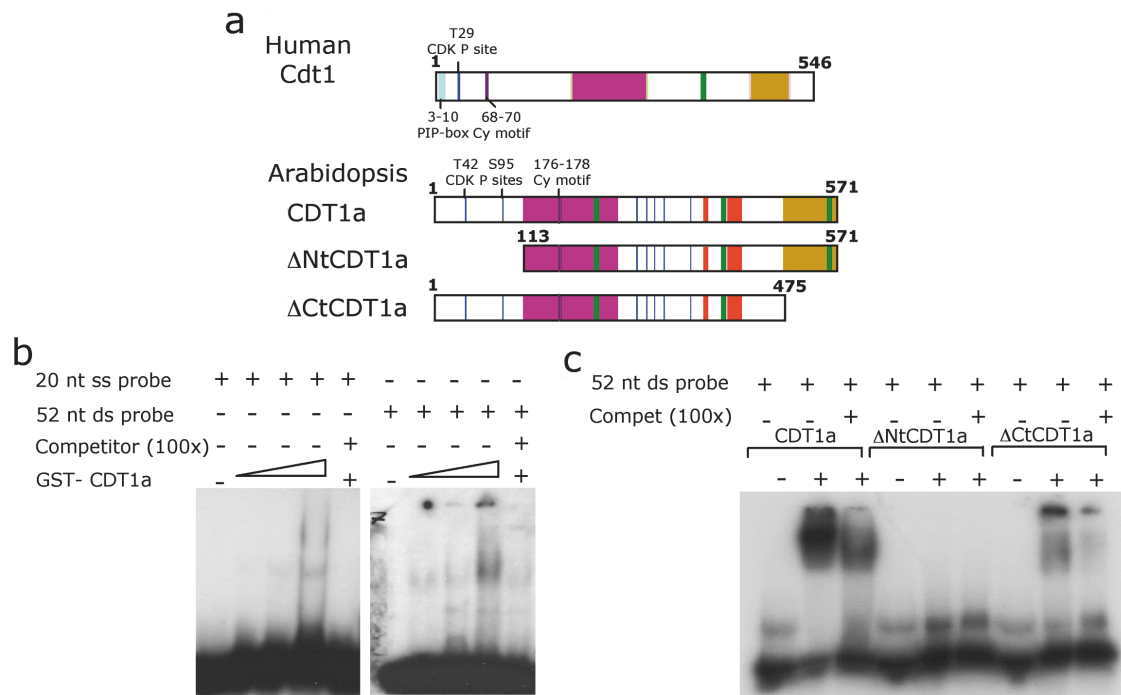 a
Human Cdt1
T29
CDK P site
1
546
3-10
PIP-box
68-70
Cy motif
Arabidopsis
T42 S95
CDK P sites
176-178
Cy motif
1
571
CDT1a
113
571
ΔNtCDT1a
1
475
ΔCtCDT1a
b
20 nt ss probe + + + + + - - - - -
52 nt ds probe - - - - - + + + + +
Competitor (100x) - - - - + - - - - +
GST- CDT1a - + - +
c
52 nt ds probe + + + + + + + + +
Compet (100x) - - + - - + - - +
CDT1a ΔNtCDT1a ΔCtCDT1a
- + + - + + - + +